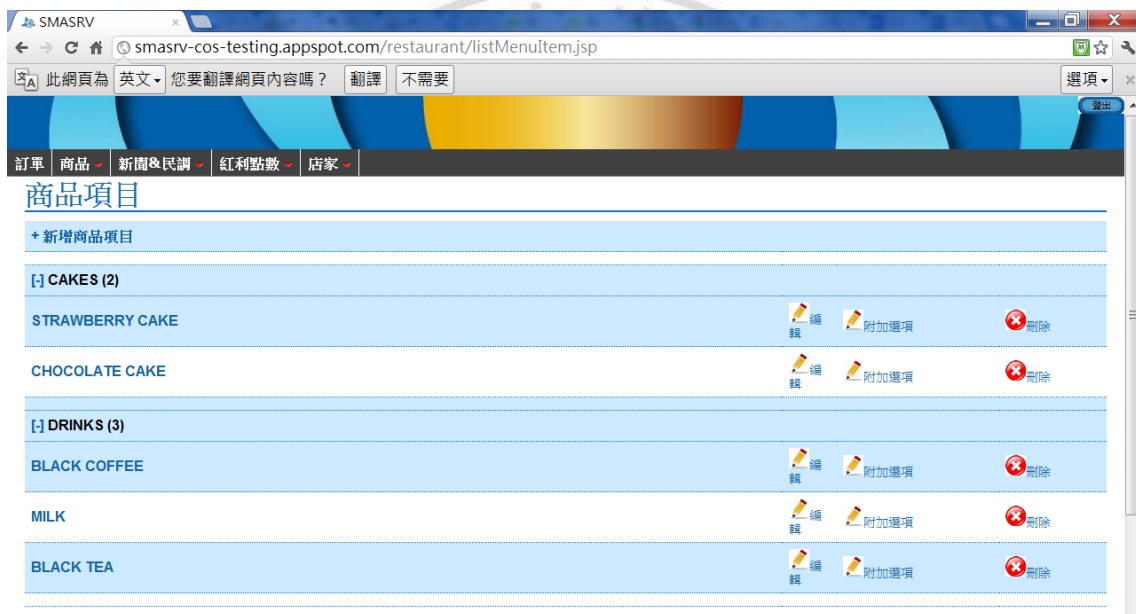 SMASRV
smasrv-cos-testing.appspot.com/restaurant/listMenuItem.jsp
此網頁為 英文 您要翻譯網頁內容嗎？ 翻譯 不需要 選項
登出
訂單 商品 新聞&民調 紅利點數 店家
商品項目
+ 新增商品項目
[-] CAKES (2)
STRAWBERRY CAKE 編輯 附加選項 刪除
CHOCOLATE CAKE 編輯 附加選項 刪除
[-] DRINKS (3)
BLACK COFFEE 編輯 附加選項 刪除
MILK 編輯 附加選項 刪除
BLACK TEA 編輯 附加選項 刪除